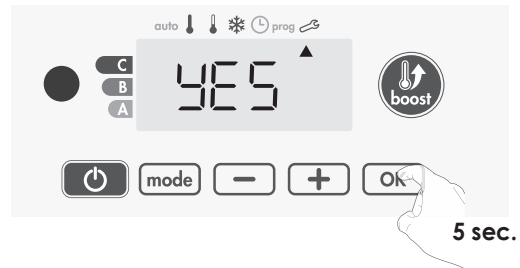 auto prog
C
B
A
YES
boost
mode − + OK
5 sec.